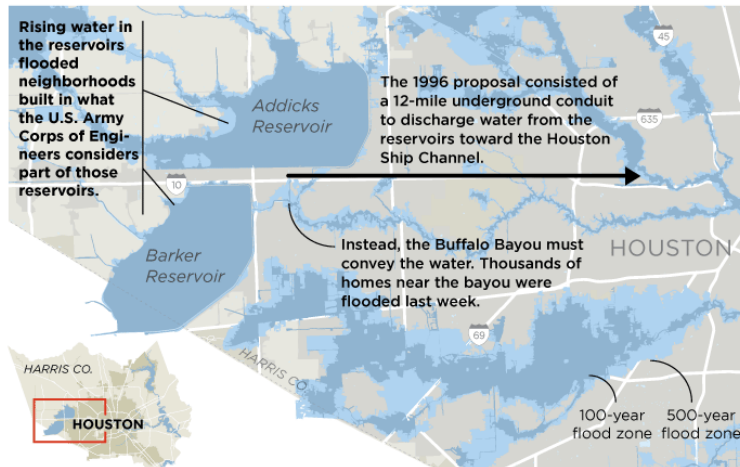 Rising water in
the reservoirs
flooded
neighborhoods
built in what
the U.S. Army
Corps of Engi-
neers considers
part of those
reservoirs.
Addicks
Reservoir
The 1996 proposal consisted of
a 12-mile underground conduit
to discharge water from the
reservoirs toward the Houston
Ship Channel.
45
635
10
Barker
Reservoir
Instead, the Buffalo Bayou must
convey the water. Thousands of
homes near the bayou were
flooded last week.
HOUSTON
69
HARRIS CO.
100-year
flood zone
500-year
flood zone
HARRIS CO.
HOUSTON